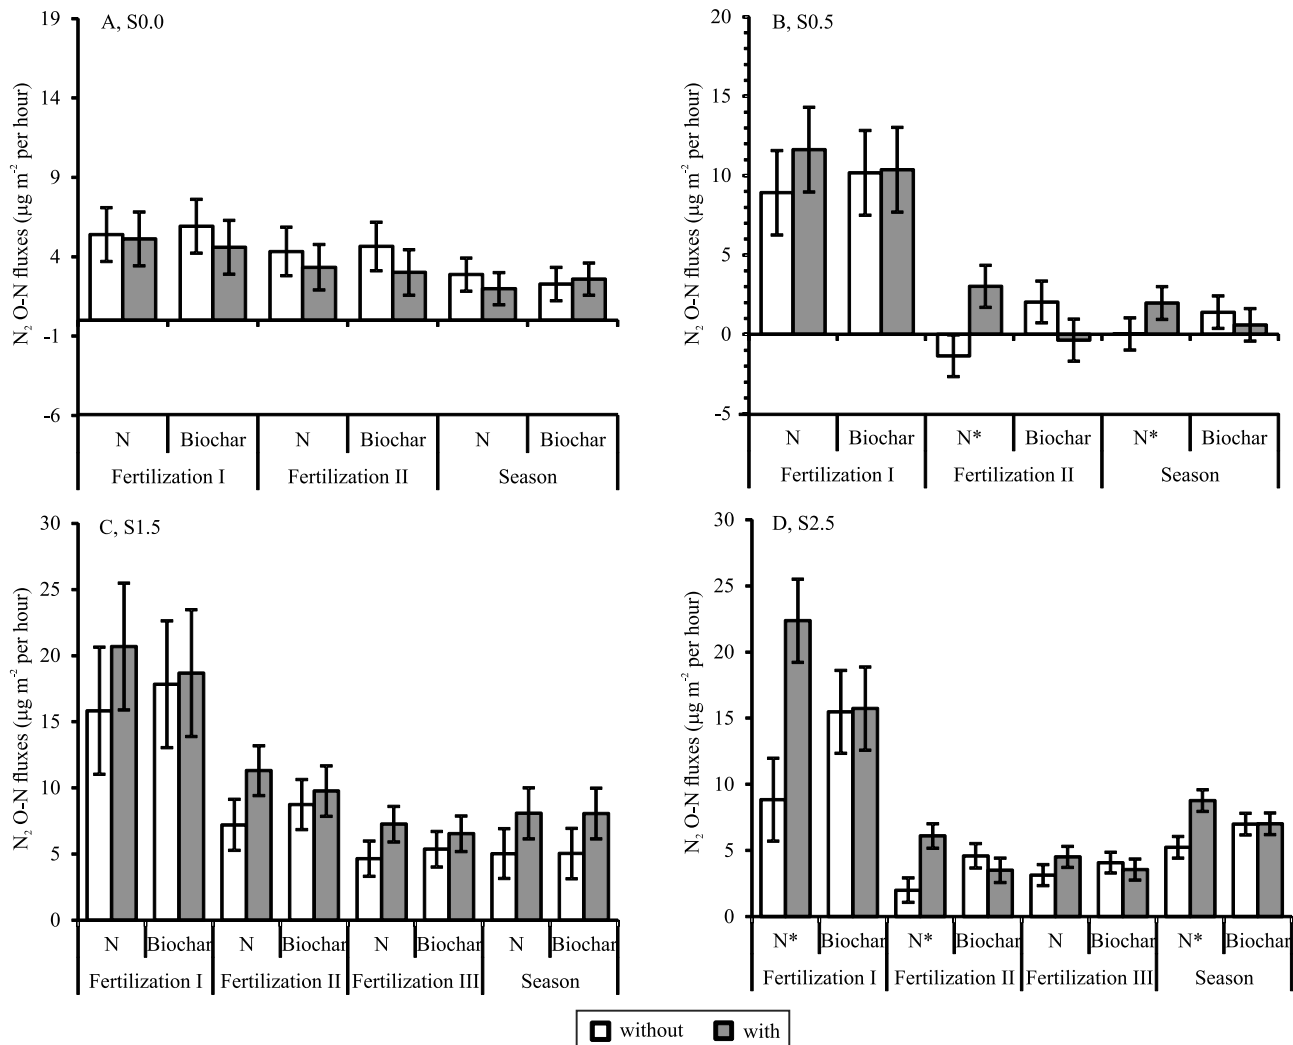 A, S0.0
N₂ O–N fluxes (µg m⁻² per hour)
19
14
9
4
-1
-6
N Biochar N Biochar N Biochar
Fertilization I Fertilization II Season
B, S0.5
N₂ O–N fluxes (µg m⁻² per hour)
20
15
10
5
0
-5
N Biochar N* Biochar N* Biochar
Fertilization I Fertilization II Season
C, S1.5
N₂ O–N fluxes (µg m⁻² per hour)
30
25
20
15
10
5
0
N Biochar N Biochar N Biochar N Biochar
Fertilization I Fertilization II Fertilization III Season
D, S2.5
N₂ O–N fluxes (µg m⁻² per hour)
30
25
20
15
10
5
0
N* Biochar N* Biochar N Biochar N* Biochar
Fertilization I Fertilization II Fertilization III Season
without with